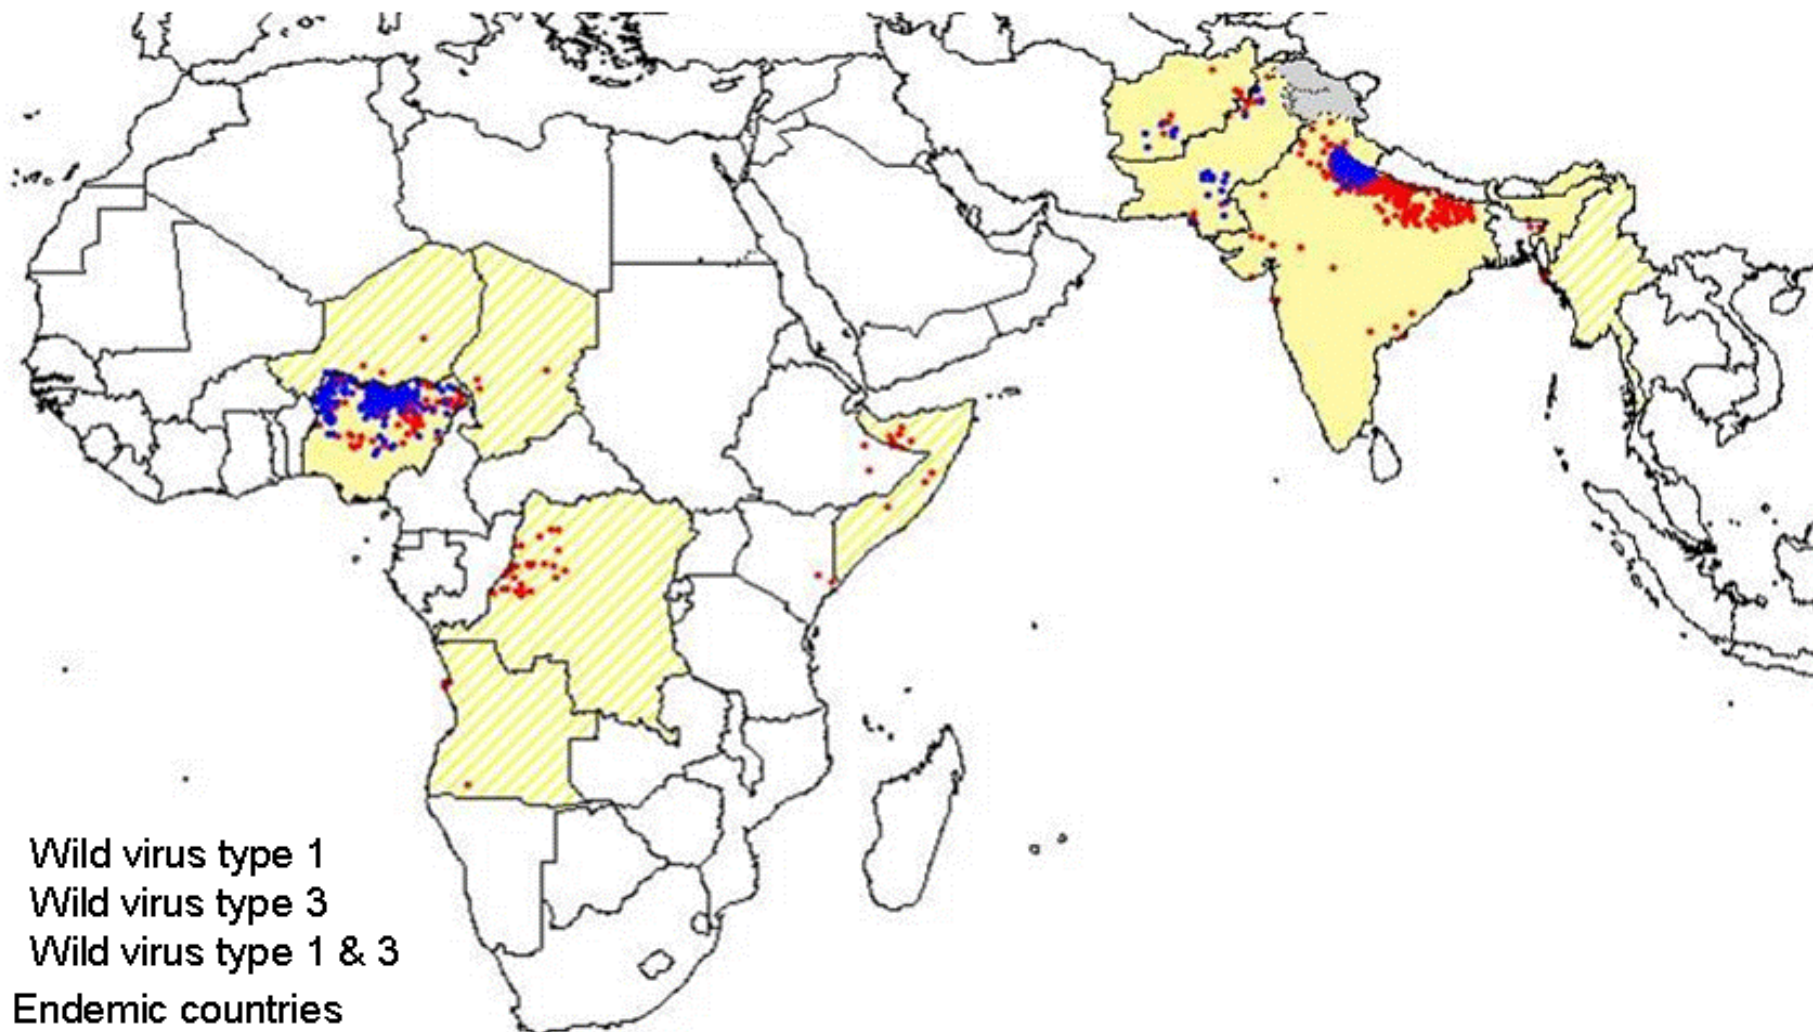 Wild virus type 1
Wild virus type 3
Wild virus type 1 & 3
Endemic countries